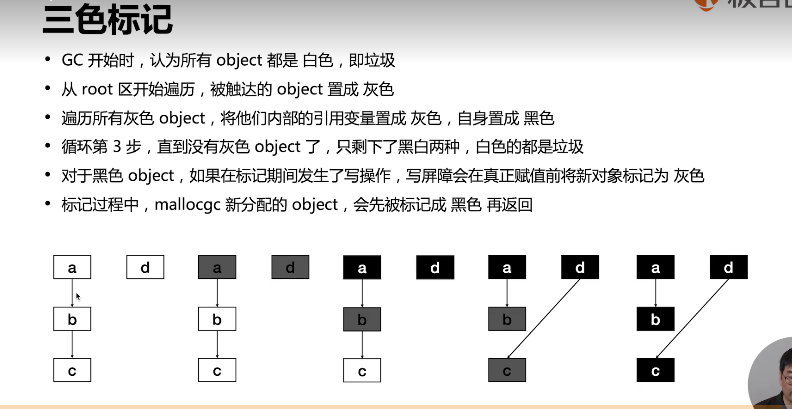 三色标记
• GC 开始时，认为所有 object 都是 白色，即垃圾
• 从 root 区开始遍历，被触达的 object 置成 灰色
• 遍历所有灰色 object，将他们内部的引用变量置成 灰色，自身置成 黑色
• 循环第 3 步，直到没有灰色 object 了，只剩下了黑白两种，白色的都是垃圾
• 对于黑色 object，如果在标记期间发生了写操作，写屏障会在真正赋值前将新对象标记为 灰色
• 标记过程中，mallocgc 新分配的 object，会先被标记成 黑色 再返回
a d a d a d a d a d
b b b b b
c c c c c